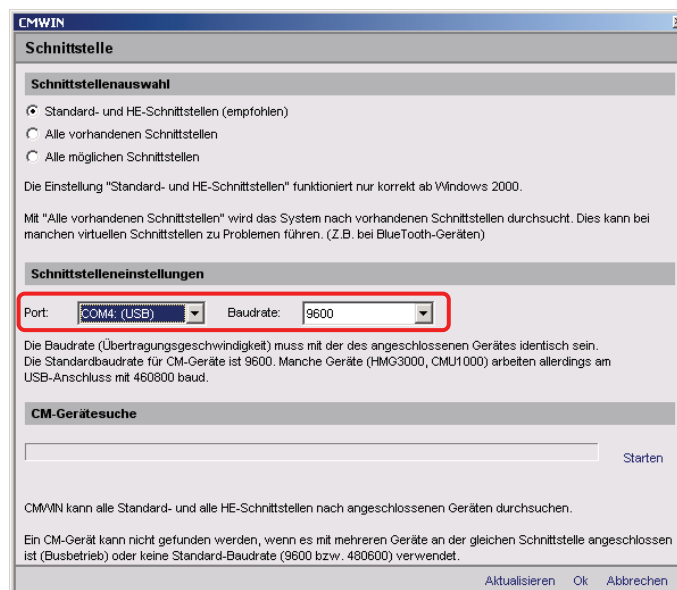 CMWIN
Schnittstelle
Schnittstellenauswahl
Standard- und HE-Schnittstellen (empfohlen)
Alle vorhandenen Schnittstellen
Alle möglichen Schnittstellen
Die Einstellung "Standard- und HE-Schnittstellen" funktioniert nur korrekt ab Windows 2000.
Mit "Alle vorhandenen Schnittstellen" wird das System nach vorhandenen Schnittstellen durchsucht. Dies kann bei
manchen virtuellen Schnittstellen zu Problemen führen. (Z.B. bei BlueTooth-Geräten)
Schnittstelleneinstellungen
Port: COM4: (USB) Baudrate: 9600
Die Baudrate (Übertragungsgeschwindigkeit) muss mit der des angeschlossenen Gerätes identisch sein.
Die Standardbaudrate für CM-Geräte ist 9600. Manche Geräte (HMG3000, CMU1000) arbeiten allerdings am
USB-Anschluss mit 460800 baud.
CM-Gerätesuche
Starten
CMWIN kann alle Standard- und alle HE-Schnittstellen nach angeschlossenen Geräten durchsuchen.
Ein CM-Gerät kann nicht gefunden werden, wenn es mit mehreren Geräte an der gleichen Schnittstelle angeschlossen
ist (Busbetrieb) oder keine Standard-Baudrate (9600 bzw. 480600) verwendet.
Aktualisieren Ok Abbrechen